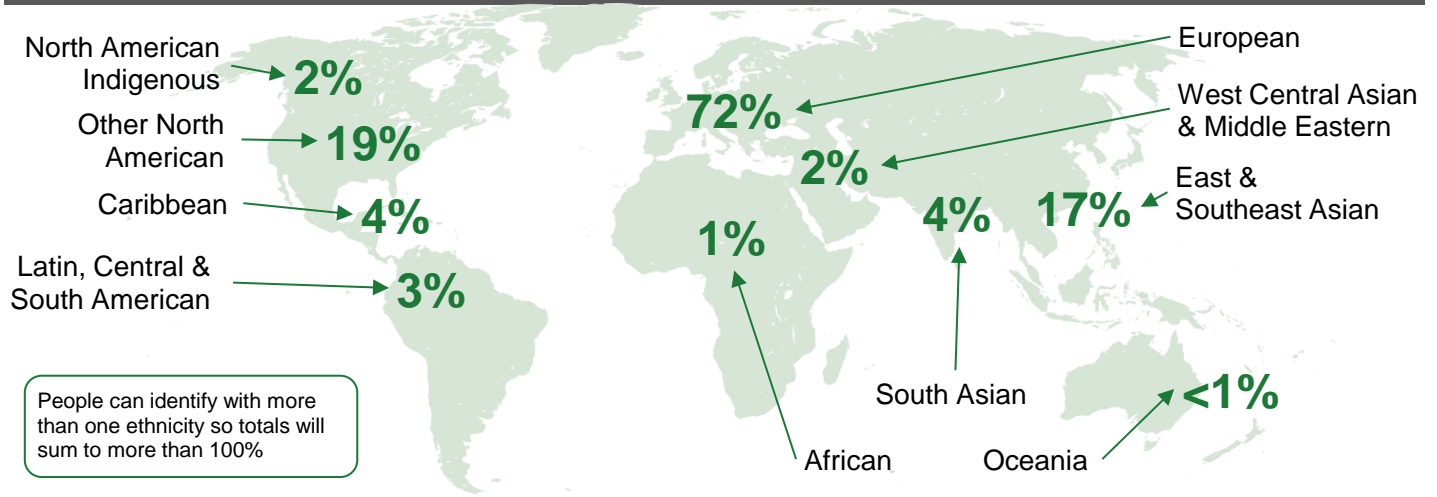 North American
Indigenous
2%
Other North
American
19%
Caribbean
4%
Latin, Central &
South American
3%
People can identify with more
than one ethnicity so totals will
sum to more than 100%
European
72%
West Central Asian
& Middle Eastern
2%
East &
Southeast Asian
17%
4%
South Asian
1%
African
<1%
Oceania